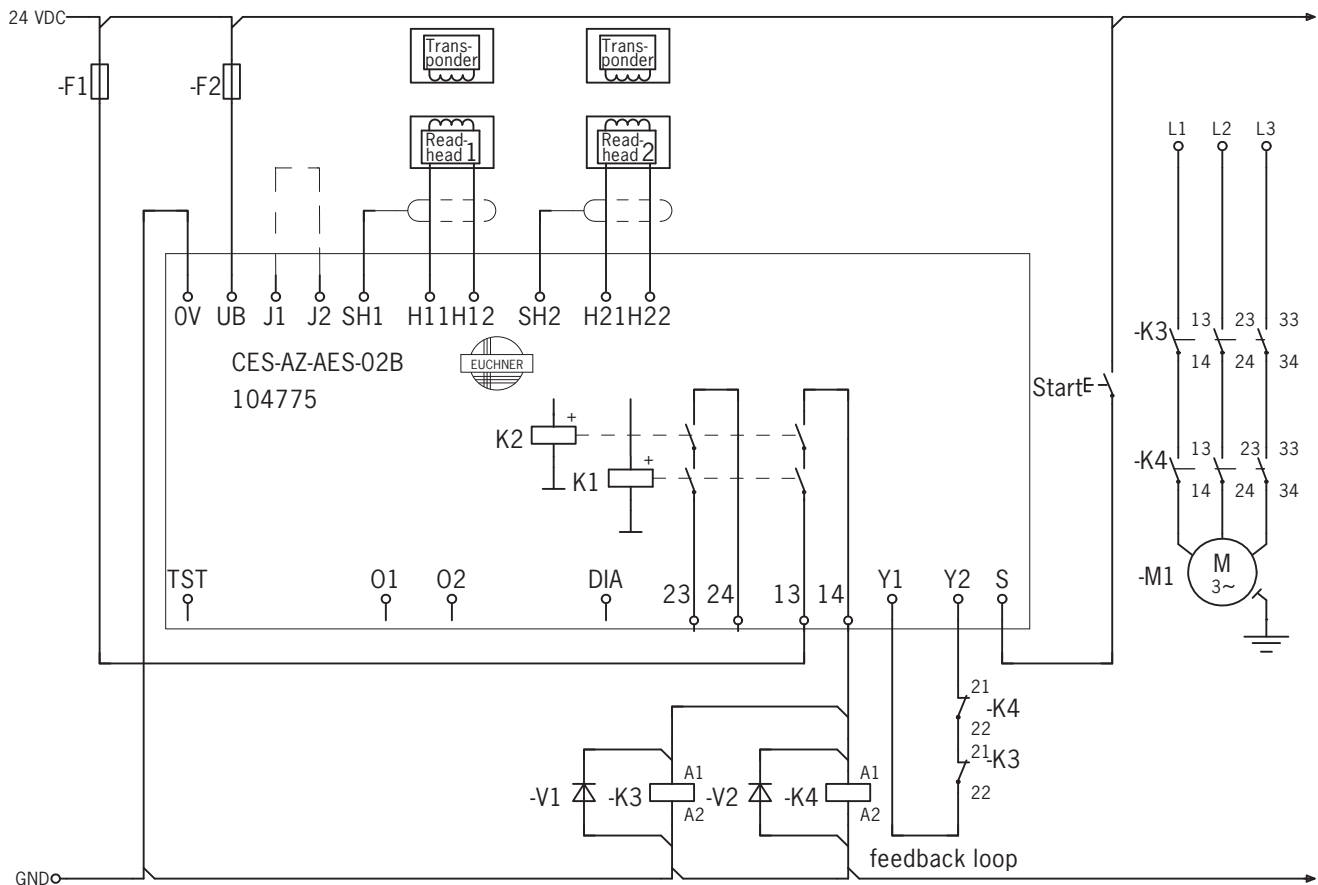 24 VDC
Trans-
ponder
Trans-
ponder
-F1
-F2
Read-
head 1
Read-
head 2
L1 L2 L3
0V UB J1 J2 SH1 H11 H12 SH2 H21 H22
CES-AZ-AES-02B
104775
EUCHNER
-K3
13 23 33
14 24 34
Start
K2
+
K1
+
-K4
13 23 33
14 24 34
TST O1 O2 DIA 23 24 13 14 Y1 Y2 S
-M1
M
3~
21
-K4
22
21
-K3
22
-V1
-K3
A1
A2
-V2
-K4
A1
A2
feedback loop
GND